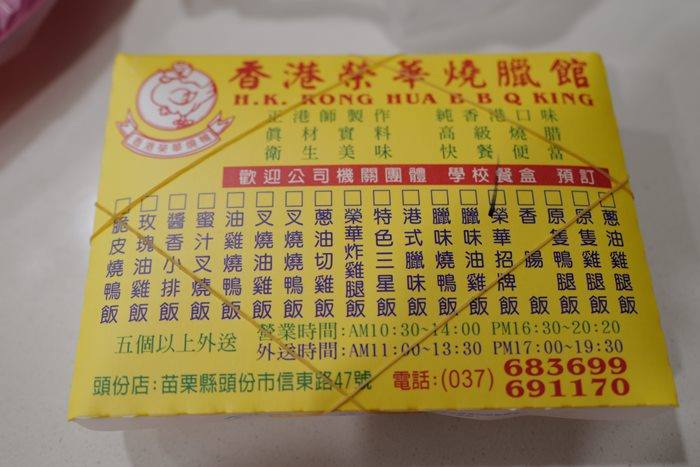 香港榮華燒臘館
H.K. KONG HUA B B Q KING
正港師製作 純香港口味
真材實料 高級燒腊
衛生美味 快餐便當
香港榮華燒臘
歡迎公司機關團體 學校餐盒 預訂
脆皮燒鴨飯
玫瑰油雞飯
醬香小排飯
蜜汁叉燒飯
油雞燒鴨飯
叉燒油雞飯
叉燒燒鴨飯
蔥油切雞飯
榮華炸雞腿飯
特色三星飯
港式臘味飯
臘味燒鴨飯
臘味油雞飯
榮華招牌飯
香腸飯
原隻鴨腿飯
原隻雞腿飯
蔥油雞腿飯
五個以上外送
營業時間:AM10:30~14:00 PM16:30~20:20
外送時間:AM11:00~13:30 PM17:00~19:30
頭份店:苗栗縣頭份市信東路47號 電話:(037) 683699
691170